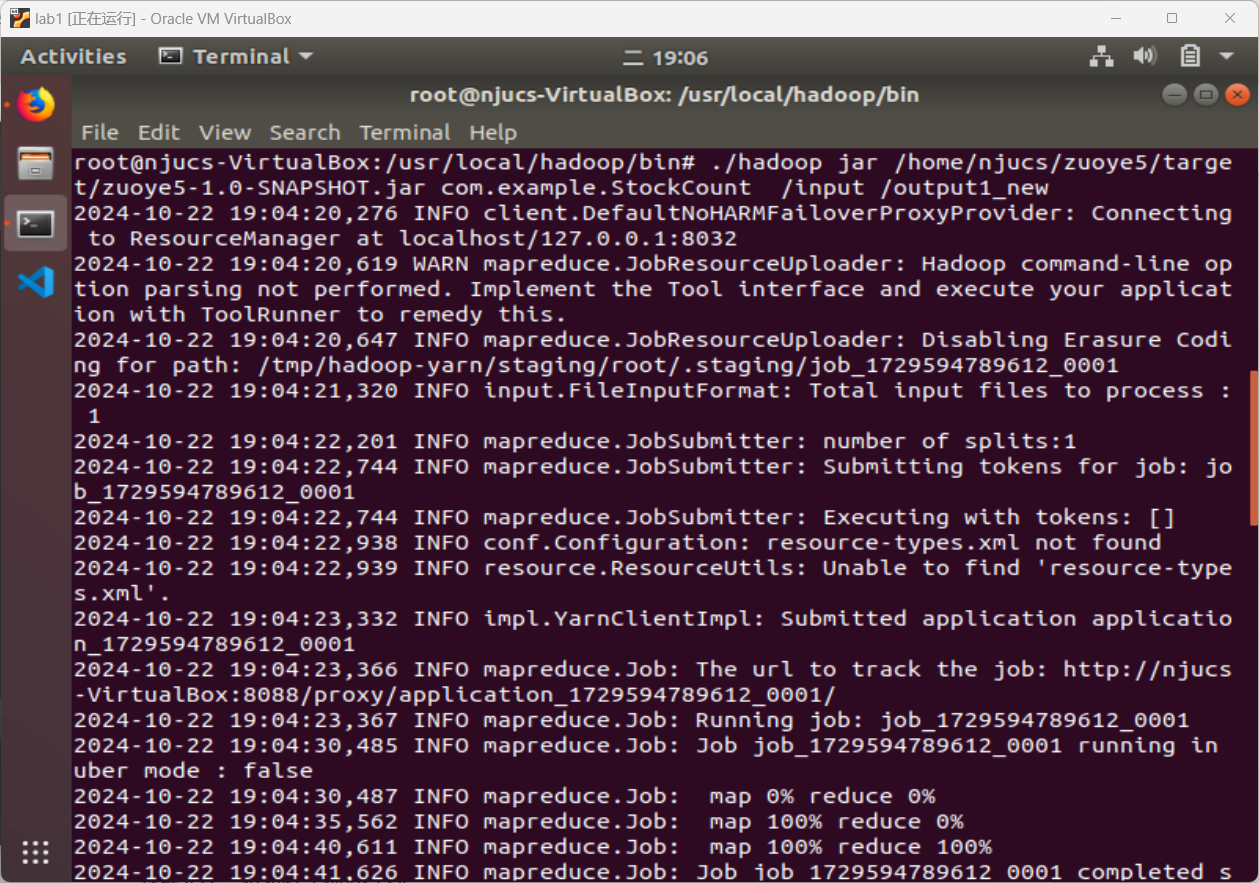 lab1 [正在运行] - Oracle VM VirtualBox
Activities Terminal 二 19:06
root@njucs-VirtualBox: /usr/local/hadoop/bin
File Edit View Search Terminal Help
root@njucs-VirtualBox:/usr/local/hadoop/bin# ./hadoop jar /home/njucs/zuoye5/targe
t/zuoye5-1.0-SNAPSHOT.jar com.example.StockCount  /input /output1_new
2024-10-22 19:04:20,276 INFO client.DefaultNoHARMFailoverProxyProvider: Connecting
 to ResourceManager at localhost/127.0.0.1:8032
2024-10-22 19:04:20,619 WARN mapreduce.JobResourceUploader: Hadoop command-line op
tion parsing not performed. Implement the Tool interface and execute your applicat
ion with ToolRunner to remedy this.
2024-10-22 19:04:20,647 INFO mapreduce.JobResourceUploader: Disabling Erasure Codi
ng for path: /tmp/hadoop-yarn/staging/root/.staging/job_1729594789612_0001
2024-10-22 19:04:21,320 INFO input.FileInputFormat: Total input files to process :
 1
2024-10-22 19:04:22,201 INFO mapreduce.JobSubmitter: number of splits:1
2024-10-22 19:04:22,744 INFO mapreduce.JobSubmitter: Submitting tokens for job: jo
b_1729594789612_0001
2024-10-22 19:04:22,744 INFO mapreduce.JobSubmitter: Executing with tokens: []
2024-10-22 19:04:22,938 INFO conf.Configuration: resource-types.xml not found
2024-10-22 19:04:22,939 INFO resource.ResourceUtils: Unable to find 'resource-type
s.xml'.
2024-10-22 19:04:23,332 INFO impl.YarnClientImpl: Submitted application applicatio
n_1729594789612_0001
2024-10-22 19:04:23,366 INFO mapreduce.Job: The url to track the job: http://njucs
-VirtualBox:8088/proxy/application_1729594789612_0001/
2024-10-22 19:04:23,367 INFO mapreduce.Job: Running job: job_1729594789612_0001
2024-10-22 19:04:30,485 INFO mapreduce.Job: Job job_1729594789612_0001 running in
uber mode : false
2024-10-22 19:04:30,487 INFO mapreduce.Job:  map 0% reduce 0%
2024-10-22 19:04:35,562 INFO mapreduce.Job:  map 100% reduce 0%
2024-10-22 19:04:40,611 INFO mapreduce.Job:  map 100% reduce 100%
2024-10-22 19:04:41,626 INFO mapreduce.Job: Job job_1729594789612_0001 completed s